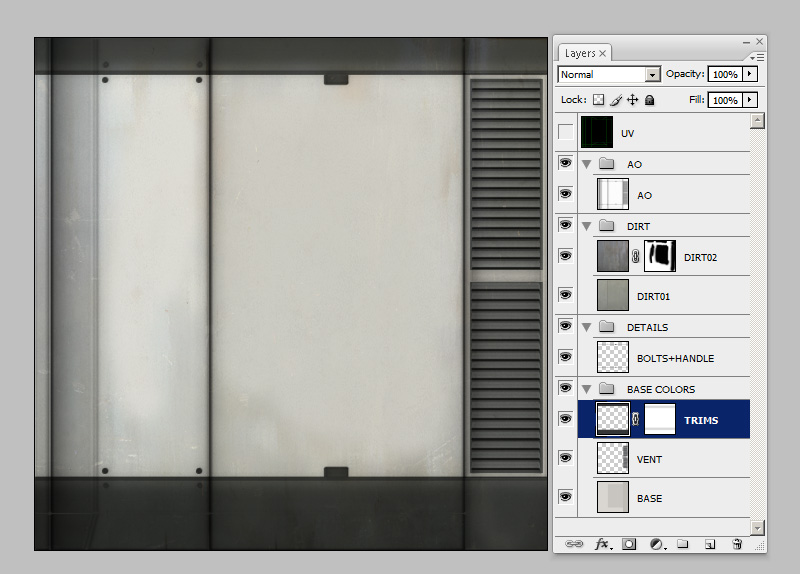 Layers
Normal Opacity: 100%
Lock: Fill: 100%
UV
AO
AO
DIRT
DIRT02
DIRT01
DETAILS
BOLTS+HANDLE
BASE COLORS
TRIMS
VENT
BASE
fx